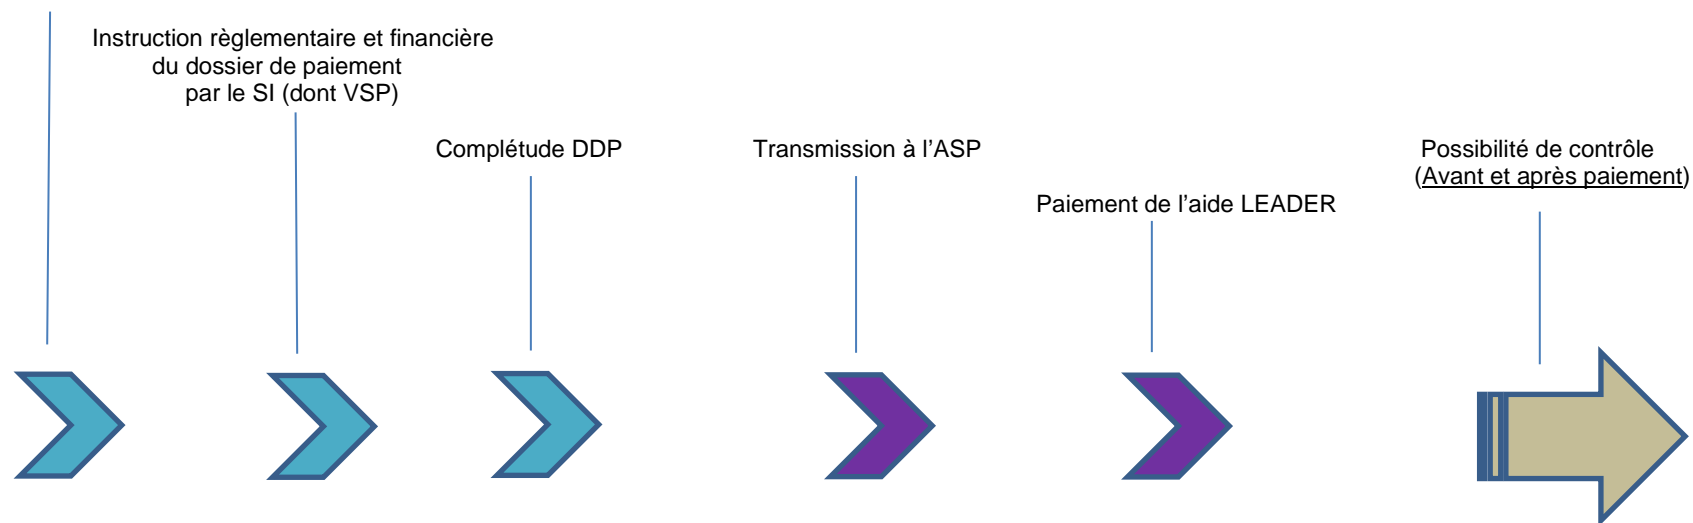 Instruction règlementaire et financière
du dossier de paiement
par le SI (dont VSP)
Complétude DDP
Transmission à l’ASP
Paiement de l’aide LEADER
Possibilité de contrôle
(Avant et après paiement)